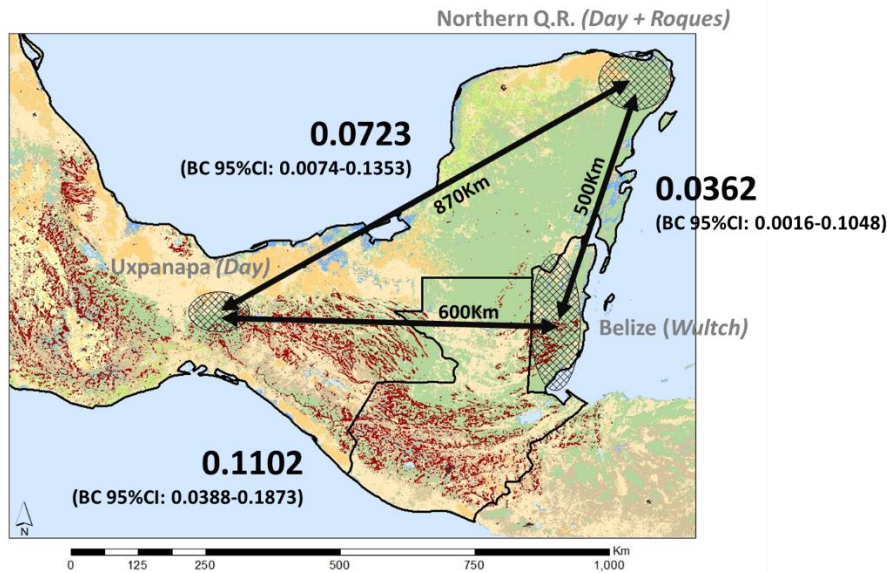 Northern Q.R. (Day + Roques)
0.0723
(BC 95%CI: 0.0074-0.1353)
870Km
500Km
0.0362
(BC 95%CI: 0.0016-0.1048)
Uxpanapa (Day)
600Km
Belize (Wultch)
0.1102
(BC 95%CI: 0.0388-0.1873)
N
Km
0 125 250 500 750 1,000